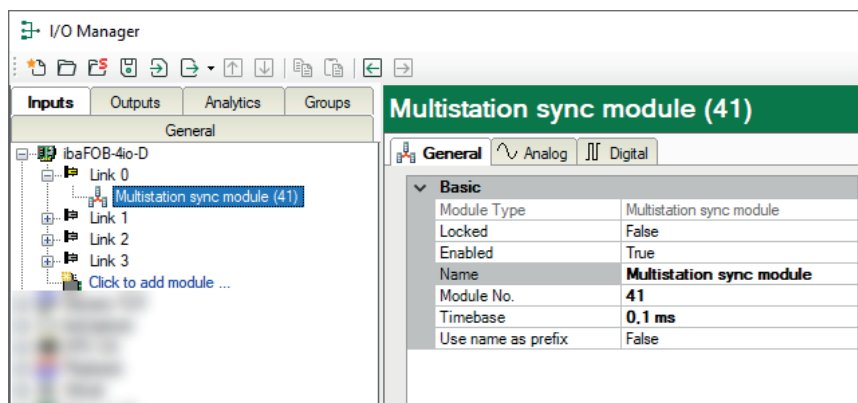 I/O Manager
Inputs Outputs Analytics Groups
General
ibaFOB-4io-D
Link 0
Multistation sync module (41)
Link 1
Link 2
Link 3
Click to add module ...
Multistation sync module (41)
General Analog Digital
Basic
Module Type Multistation sync module
Locked False
Enabled True
Name Multistation sync module
Module No. 41
Timebase 0,1 ms
Use name as prefix False